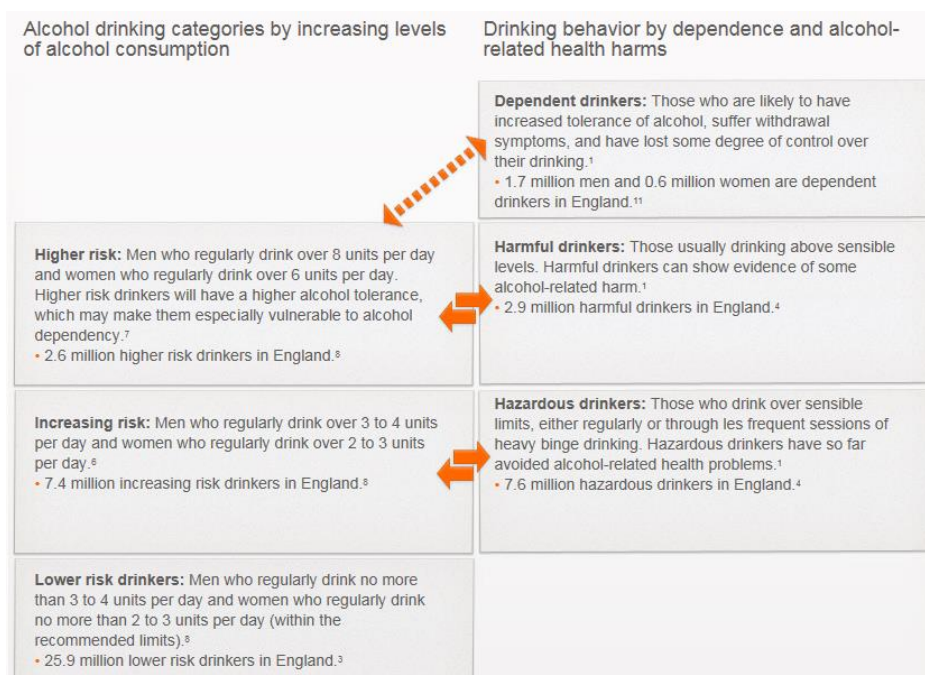 Alcohol drinking categories by increasing levels
of alcohol consumption
Drinking behavior by dependence and alcohol-
related health harms
Dependent drinkers: Those who are likely to have
increased tolerance of alcohol, suffer withdrawal
symptoms, and have lost some degree of control over
their drinking.¹
• 1.7 million men and 0.6 million women are dependent
drinkers in England.¹¹
Higher risk: Men who regularly drink over 8 units per day
and women who regularly drink over 6 units per day.
Higher risk drinkers will have a higher alcohol tolerance,
which may make them especially vulnerable to alcohol
dependency.⁷
• 2.6 million higher risk drinkers in England.⁸
Harmful drinkers: Those usually drinking above sensible
levels. Harmful drinkers can show evidence of some
alcohol-related harm.¹
• 2.9 million harmful drinkers in England.⁴
Increasing risk: Men who regularly drink over 3 to 4 units
per day and women who regularly drink over 2 to 3 units
per day.⁶
• 7.4 million increasing risk drinkers in England.⁸
Hazardous drinkers: Those who drink over sensible
limits, either regularly or through les frequent sessions of
heavy binge drinking. Hazardous drinkers have so far
avoided alcohol-related health problems.¹
• 7.6 million hazardous drinkers in England.⁴
Lower risk drinkers: Men who regularly drink no more
than 3 to 4 units per day and women who regularly drink
no more than 2 to 3 units per day (within the
recommended limits).⁸
• 25.9 million lower risk drinkers in England.³